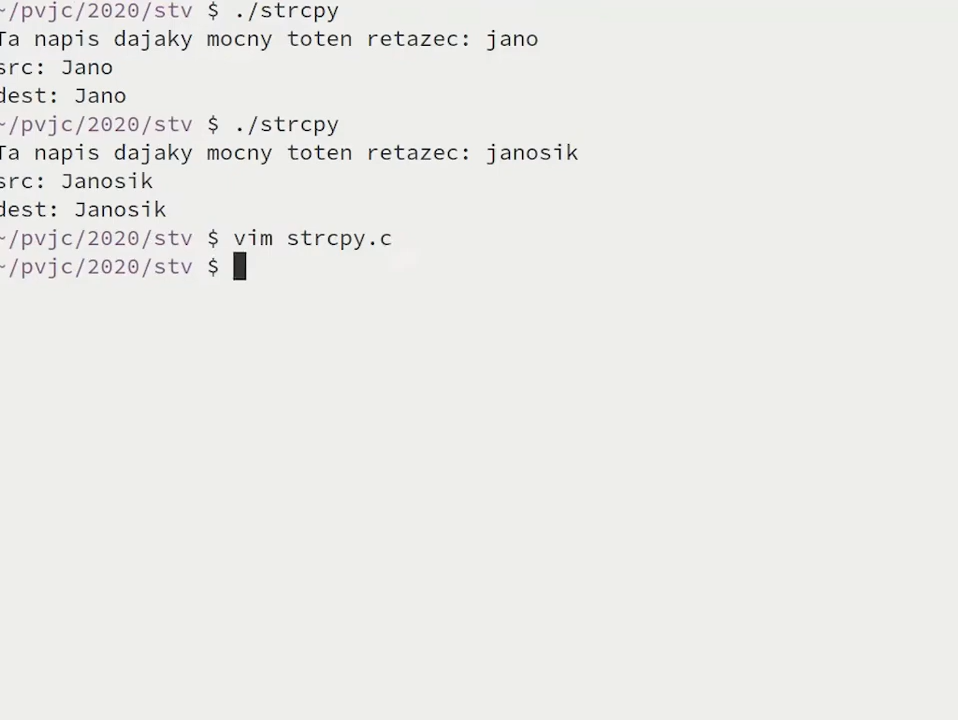 ~/pvjc/2020/stv $ ./strcpy
Ta napis dajaky mocny toten retazec: jano
src: Jano
dest: Jano
~/pvjc/2020/stv $ ./strcpy
Ta napis dajaky mocny toten retazec: janosik
src: Janosik
dest: Janosik
~/pvjc/2020/stv $ vim strcpy.c
~/pvjc/2020/stv $